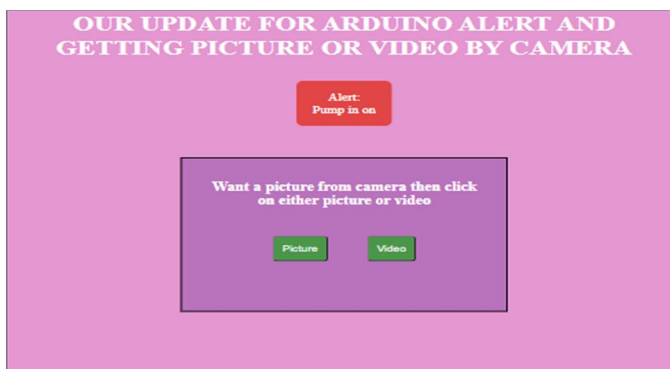 OUR UPDATE FOR ARDUINO ALERT AND
GETTING PICTURE OR VIDEO BY CAMERA
Alert:
Pump in on
Want a picture from camera then click
on either picture or video
Picture
Video